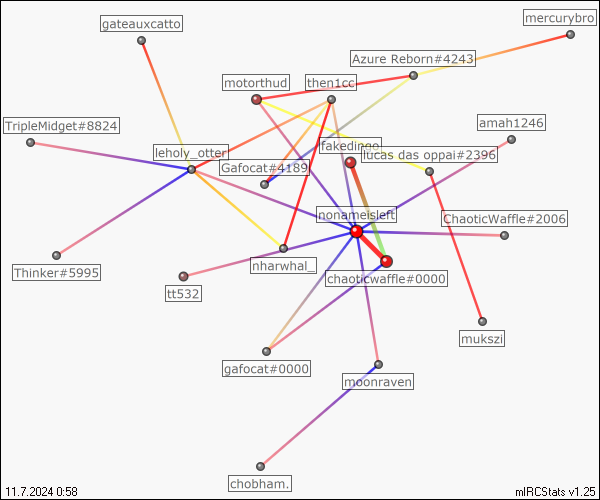 gateauxcatto
mercurybro
Azure Reborn#4243
motorthud
then1cc
TripleMidget#8824
amah1246
leholy_otter
Gafocat#4189
lucas das oppai#2396
nonameisleft
ChaoticWaffle#2006
Thinker#5995
nharwhal_
chaoticwaffle#0000
tt532
mukszi
gafocat#0000
moonraven
chobham.
11.7.2024 0:58
mIRCStats v1.25